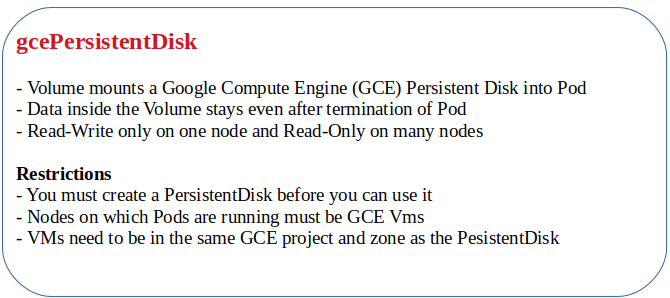 gcePersistentDisk
- Volume mounts a Google Compute Engine (GCE) Persistent Disk into Pod
- Data inside the Volume stays even after termination of Pod
- Read-Write only on one node and Read-Only on many nodes
Restrictions
- You must create a PersistentDisk before you can use it
- Nodes on which Pods are running must be GCE Vms
- VMs need to be in the same GCE project and zone as the PesistentDisk